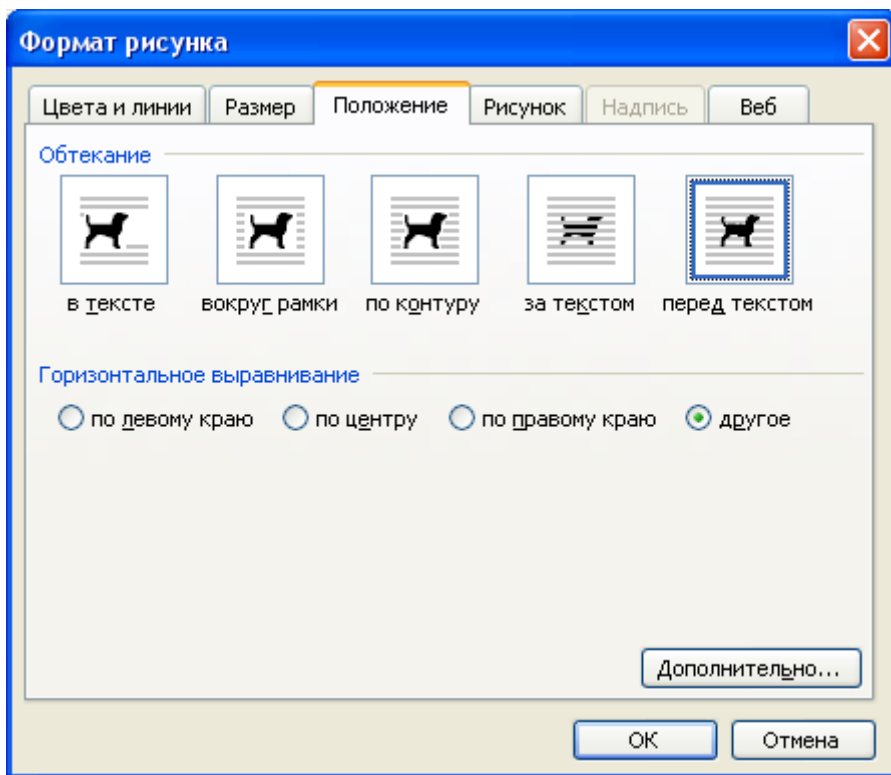 Формат рисунка
Цвета и линии Размер Положение Рисунок Надпись Веб
Обтекание
в тексте вокруг рамки по контуру за текстом перед текстом
Горизонтальное выравнивание
по левому краю по центру по правому краю другое
Дополнительно...
ОК Отмена